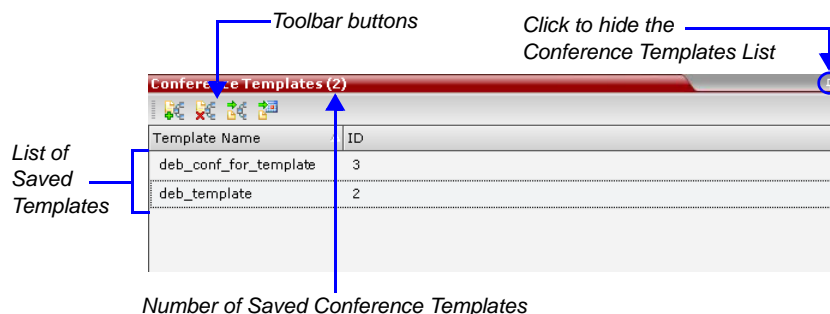 Toolbar buttons
Click to hide the
Conference Templates List
Conference Templates (2)
Template Name ID
deb_conf_for_template 3
deb_template 2
List of
Saved
Templates
Number of Saved Conference Templates